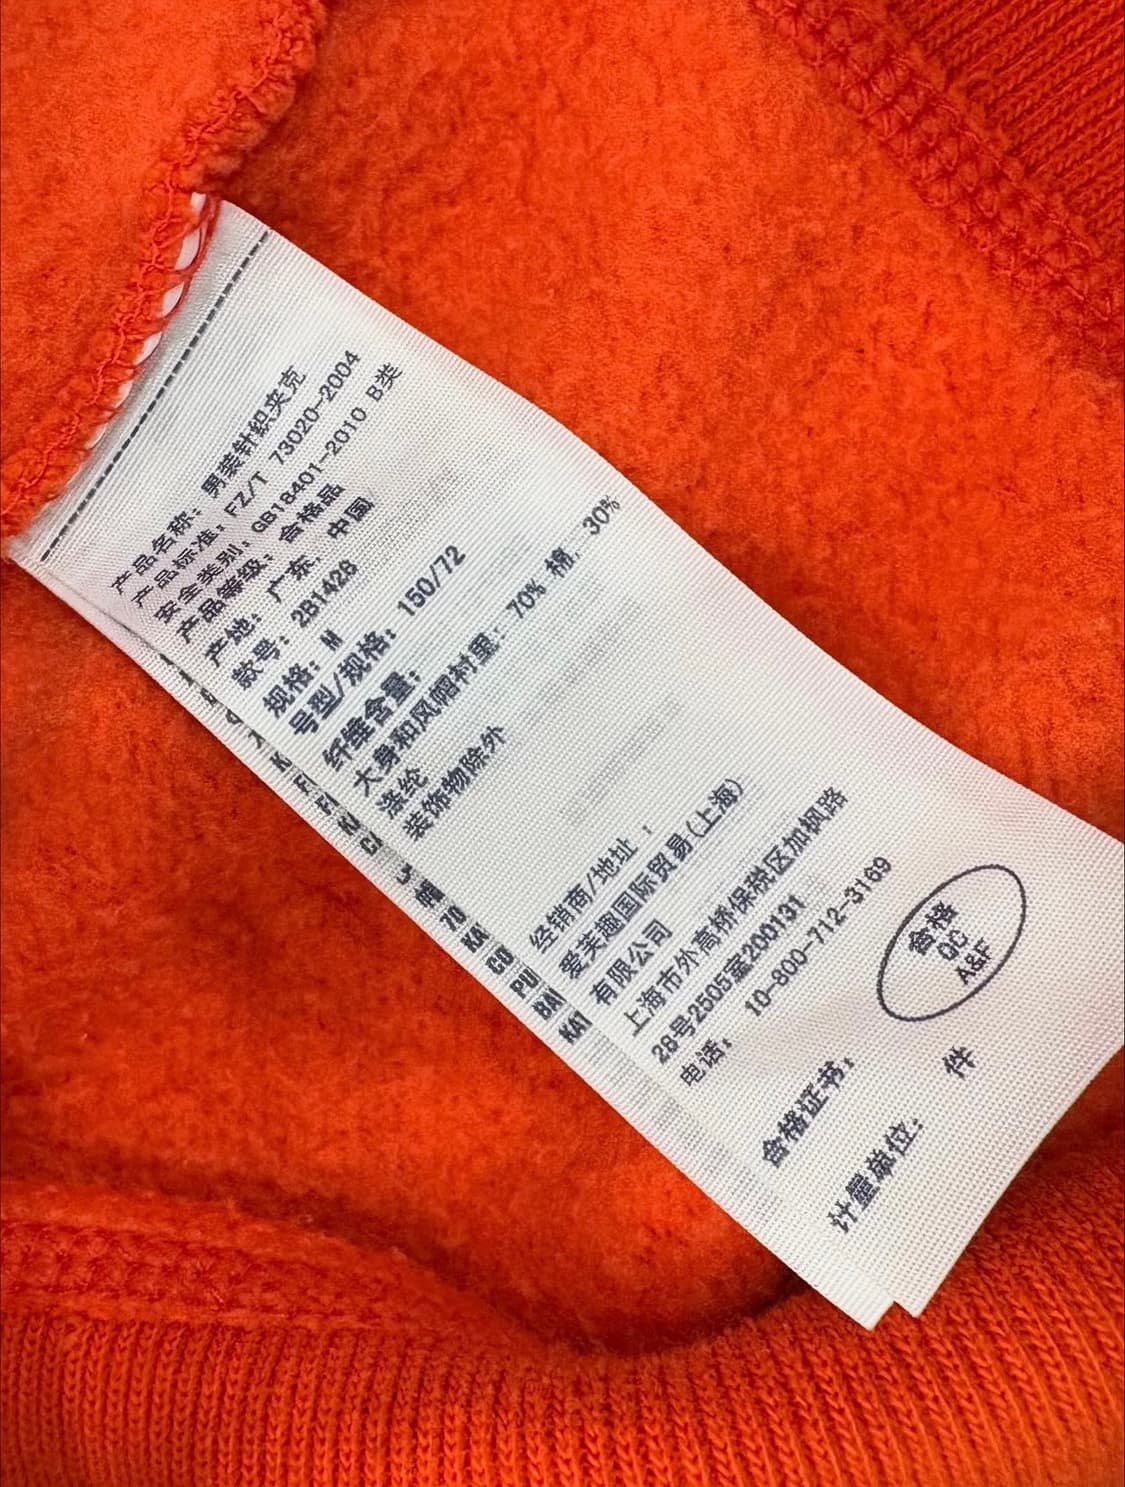 产品名称: 男装针织夹克
产品标准: FZ/T 73020-2004
安全类别: GB18401-2010 B类
产品等级: 合格品
产地: 广东, 中国
款号: 2B1428
规格: M
号型/规格: 150/72
纤维含量:
大身和风帽衬里: 70% 棉, 30%
涤纶
装饰物除外
经销商/地址:
爱芙趣国际贸易(上海)
有限公司
上海市外高桥保税区加枫路
28号2505室200131
电话: 10-800-712-3169
合格
QC
A&F
合格证书:
计量单位: 件
70
KA
CO
PU
BA
KAT